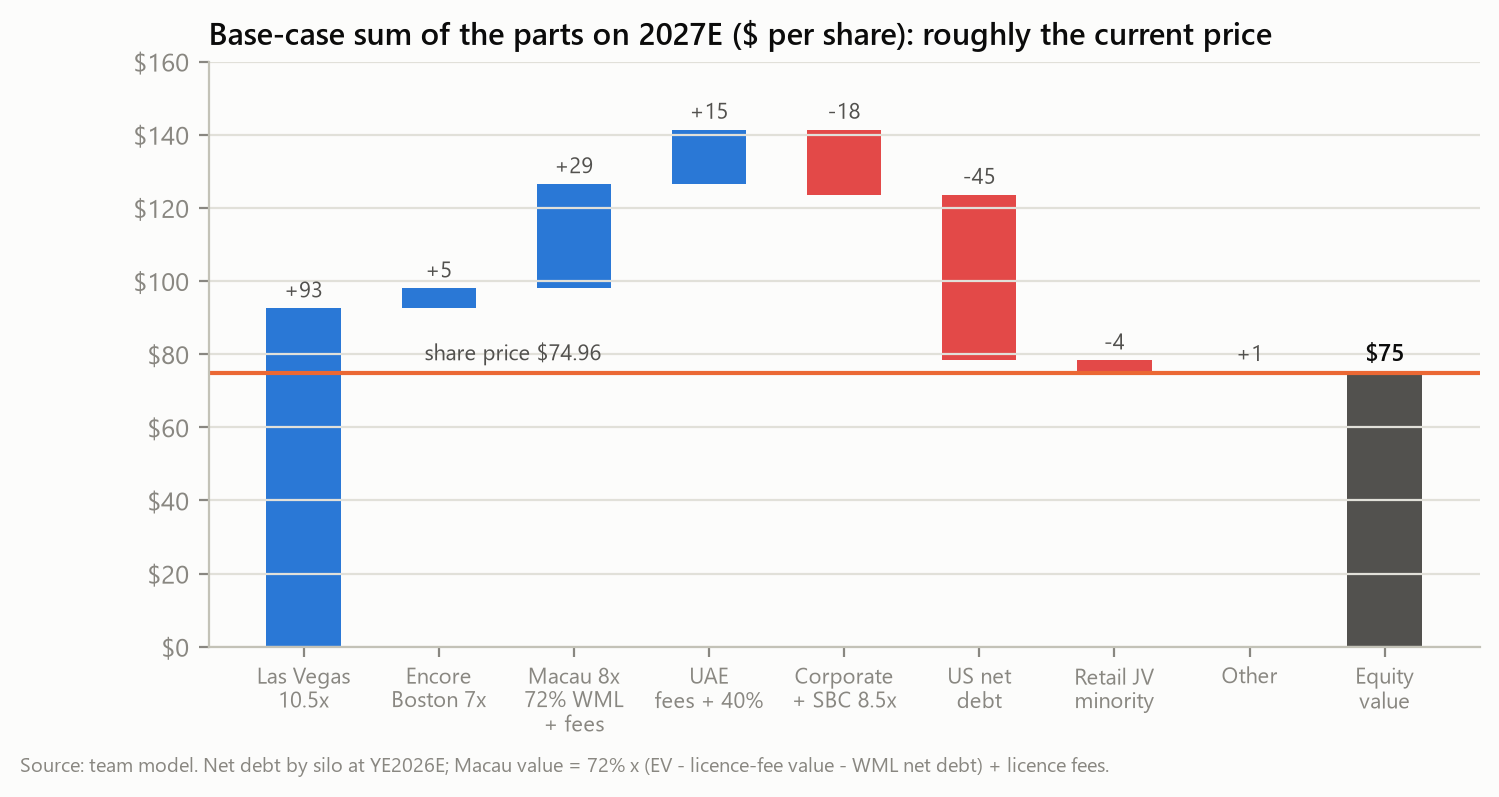 Base-case sum of the parts on 2027E ($ per share): roughly the current price
$160
$140
$120
$100
$80
$60
$40
$20
$0
+93
+5
+29
+15
-18
-45
-4
+1
$75
share price $74.96
Las Vegas
10.5x
Encore
Boston 7x
Macau 8x
72% WML
+ fees
UAE
fees + 40%
Corporate
+ SBC 8.5x
US net
debt
Retail JV
minority
Other
Equity
value
Source: team model. Net debt by silo at YE2026E; Macau value = 72% x (EV - licence-fee value - WML net debt) + licence fees.